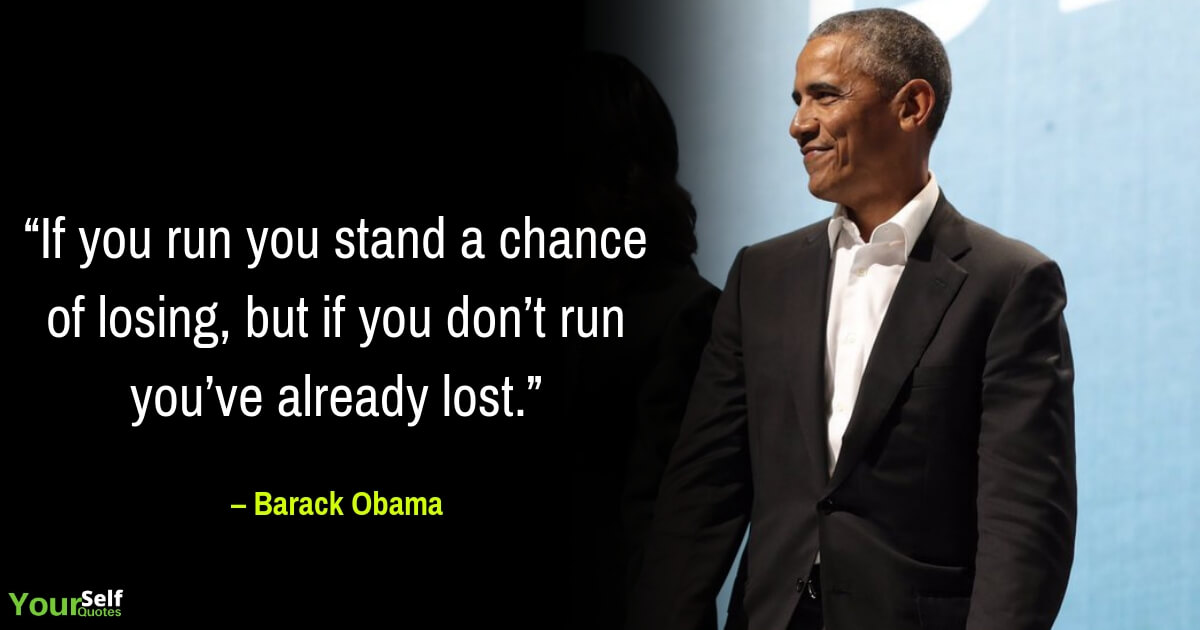 “If you run you stand a chance
of losing, but if you don’t run
you’ve already lost.”
– Barack Obama
YourSelf
Quotes